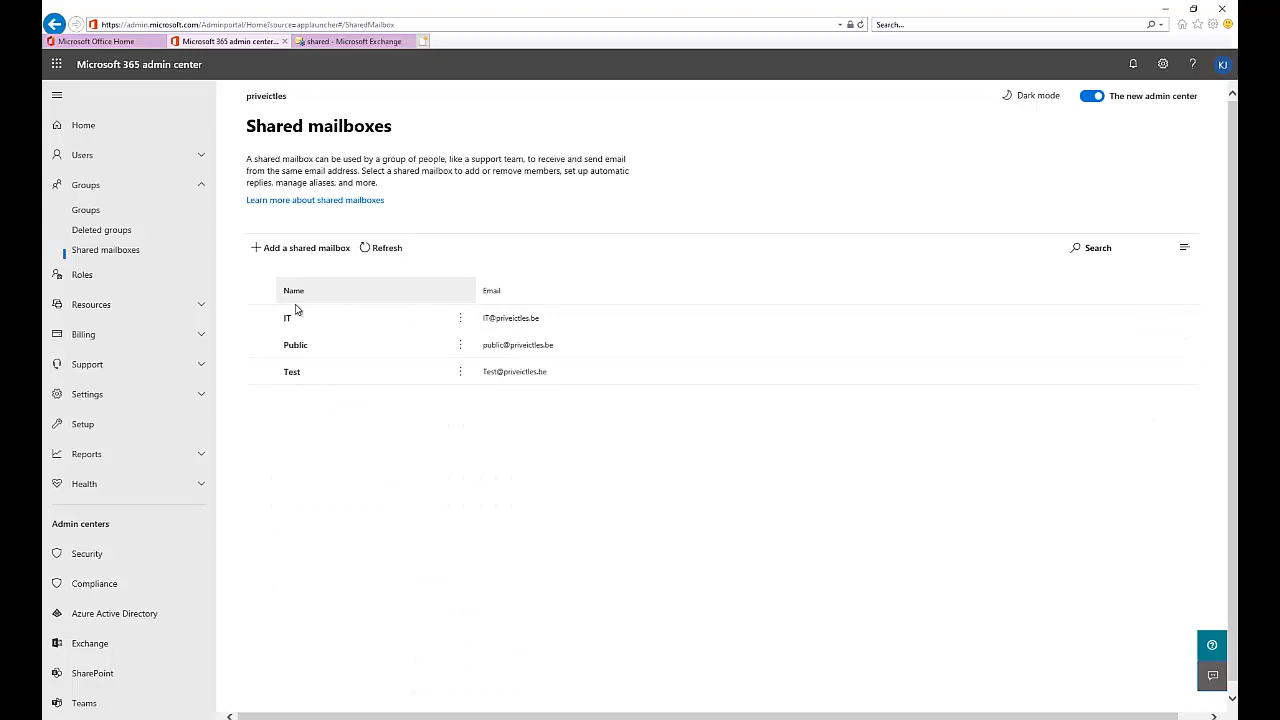 https://admin.microsoft.com/Adminportal/Home?source=applauncher#/SharedMailbox
Search...
Microsoft Office Home
Microsoft 365 admin center...
shared - Microsoft Exchange
Microsoft 365 admin center
?
KJ
priveictles
Dark mode
The new admin center
Home
Users
Groups
Groups
Deleted groups
Shared mailboxes
Roles
Resources
Billing
Support
Settings
Setup
Reports
Health
Admin centers
Security
Compliance
Azure Active Directory
Exchange
SharePoint
Teams
Shared mailboxes
A shared mailbox can be used by a group of people, like a support team, to receive and send email
from the same email address. Select a shared mailbox to add or remove members, set up automatic
replies, manage aliases, and more.
Learn more about shared mailboxes
Add a shared mailbox
Refresh
Search
Name Email
IT IT@priveictles.be
Public public@priveictles.be
Test Test@priveictles.be